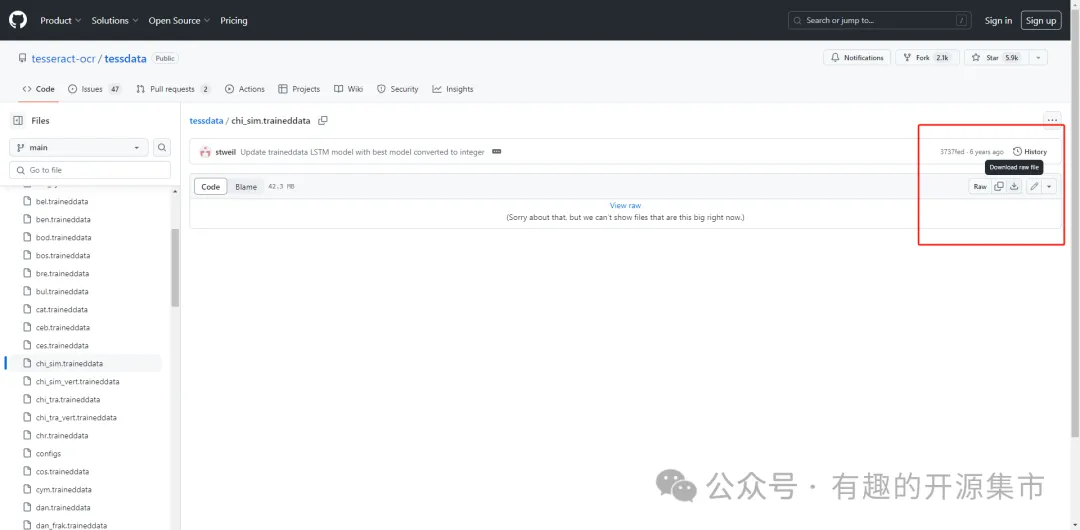 Product Solutions Open Source Pricing Search or jump to... / Sign in Sign up
tesseract-ocr / tessdata Public Notifications Fork 2.1k Star 5.9k
Code Issues 47 Pull requests 2 Actions Projects Wiki Security Insights
Files
tessdata / chi_sim.traineddata
main
stweil Update traineddata LSTM model with best model converted to integer 3737fed · 6 years ago History
Go to file
Download raw file
Code Blame 42.3 MB Raw
bel.traineddata
View raw
ben.traineddata
(Sorry about that, but we can't show files that are this big right now.)
bod.traineddata
bos.traineddata
bre.traineddata
bul.traineddata
cat.traineddata
ceb.traineddata
ces.traineddata
chi_sim.traineddata
chi_sim_vert.traineddata
chi_tra.traineddata
chi_tra_vert.traineddata
chr.traineddata
configs
cos.traineddata
cym.traineddata
公众号 · 有趣的开源集市
dan.traineddata
dan_frak.traineddata